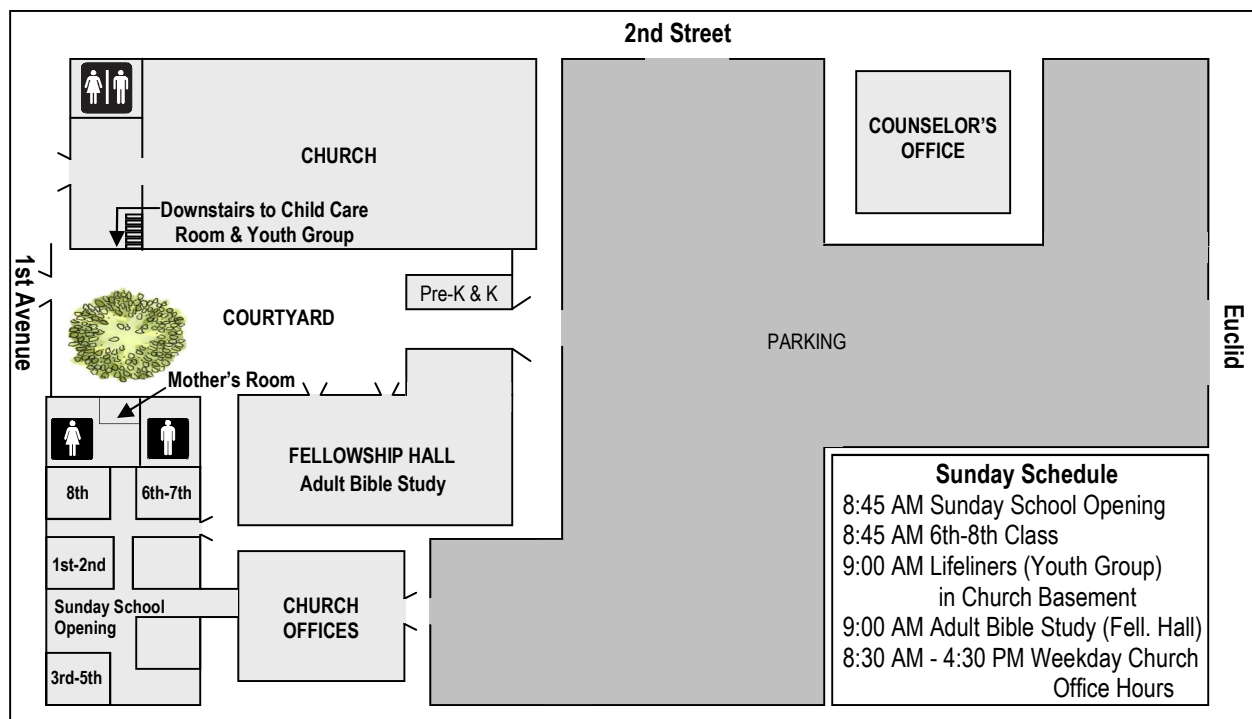 2nd Street
CHURCH
COUNSELOR'S
OFFICE
Downstairs to Child Care
Room & Youth Group
1st Avenue
Pre-K & K
COURTYARD
PARKING
Euclid
Mother's Room
FELLOWSHIP HALL
Adult Bible Study
8th
6th-7th
1st-2nd
Sunday School
Opening
3rd-5th
CHURCH
OFFICES
Sunday Schedule
8:45 AM Sunday School Opening
8:45 AM 6th-8th Class
9:00 AM Lifeliners (Youth Group)
in Church Basement
9:00 AM Adult Bible Study (Fell. Hall)
8:30 AM - 4:30 PM Weekday Church
Office Hours